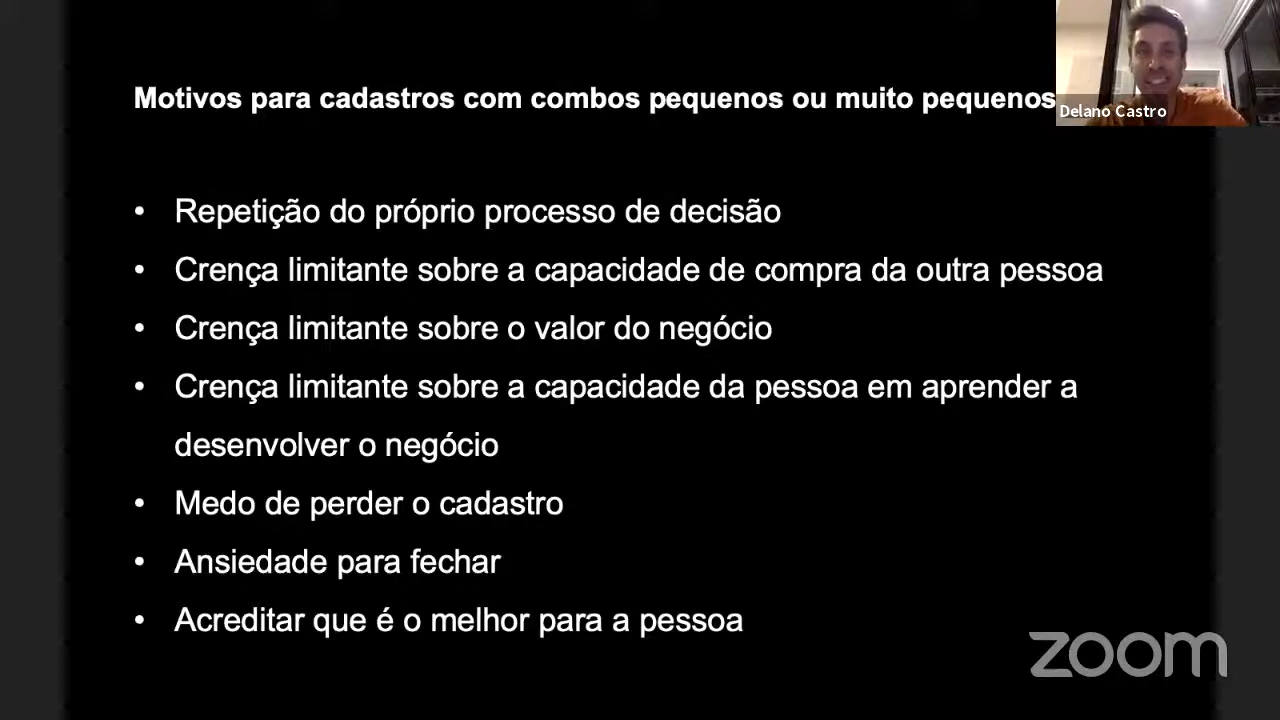 Motivos para cadastros com combos pequenos ou muito pequenos
Delano Castro
• Repetição do próprio processo de decisão
• Crença limitante sobre a capacidade de compra da outra pessoa
• Crença limitante sobre o valor do negócio
• Crença limitante sobre a capacidade da pessoa em aprender a
desenvolver o negócio
• Medo de perder o cadastro
• Ansiedade para fechar
• Acreditar que é o melhor para a pessoa
zoom